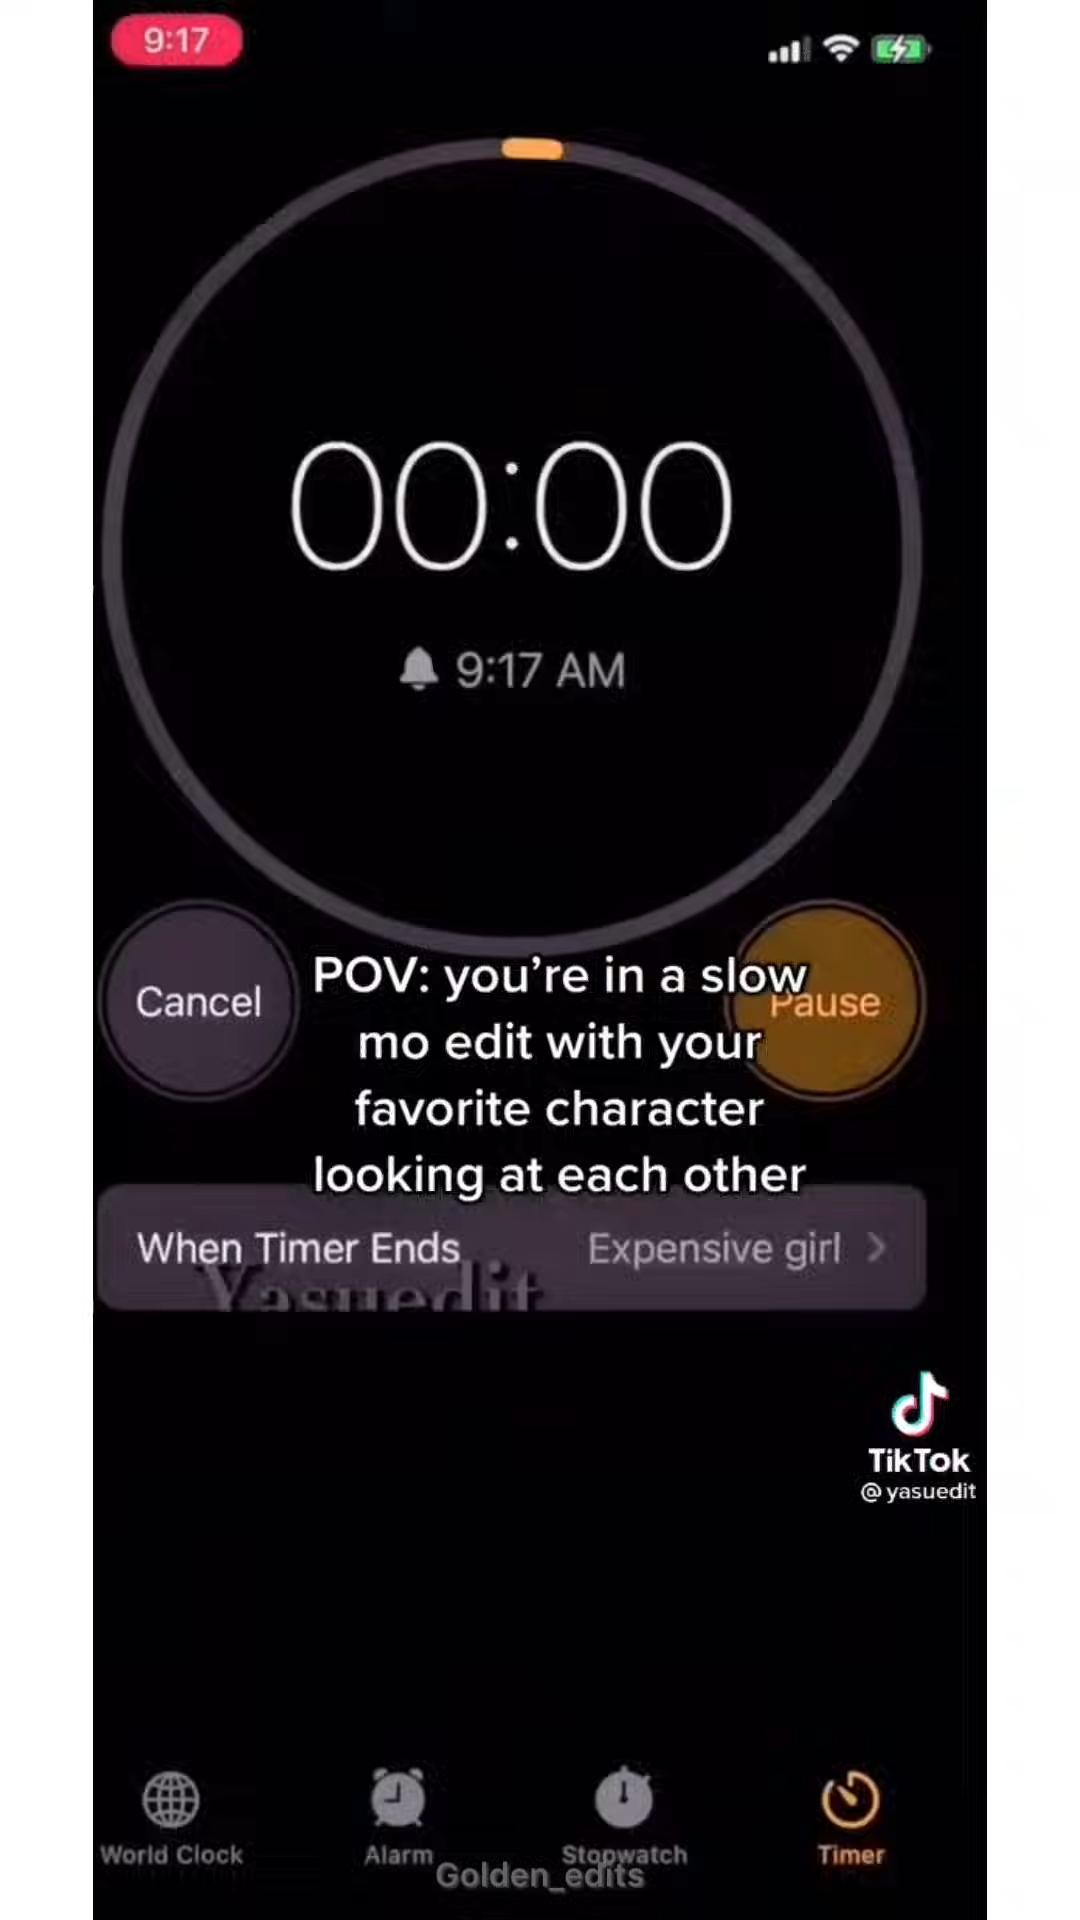 9:17
00:00
9:17 AM
Cancel
Pause
POV: you’re in a slow
mo edit with your
favorite character
looking at each other
When Timer Ends
Expensive girl
Yasuedit
TikTok
@yasuedit
World Clock
Alarm
Stopwatch
Timer
Golden_edits